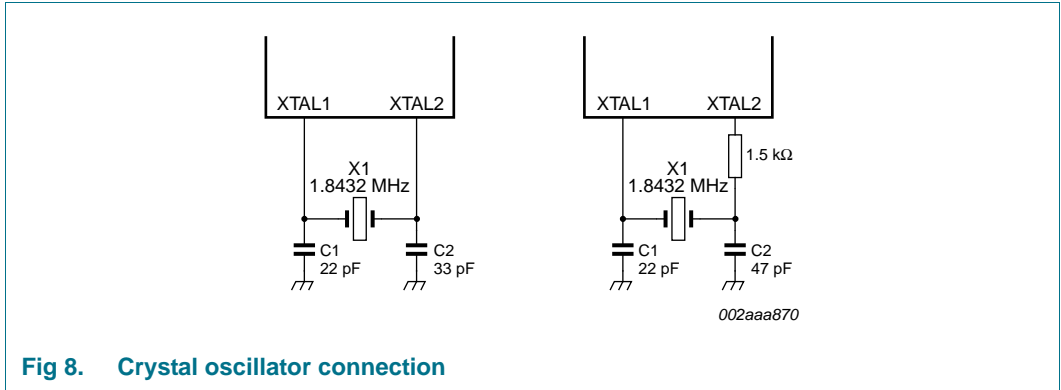 XTAL1 XTAL2
X1
1.8432 MHz
C1
22 pF
C2
33 pF
XTAL1 XTAL2
1.5 kΩ
X1
1.8432 MHz
C1
22 pF
C2
47 pF
002aaa870
Fig 8. Crystal oscillator connection